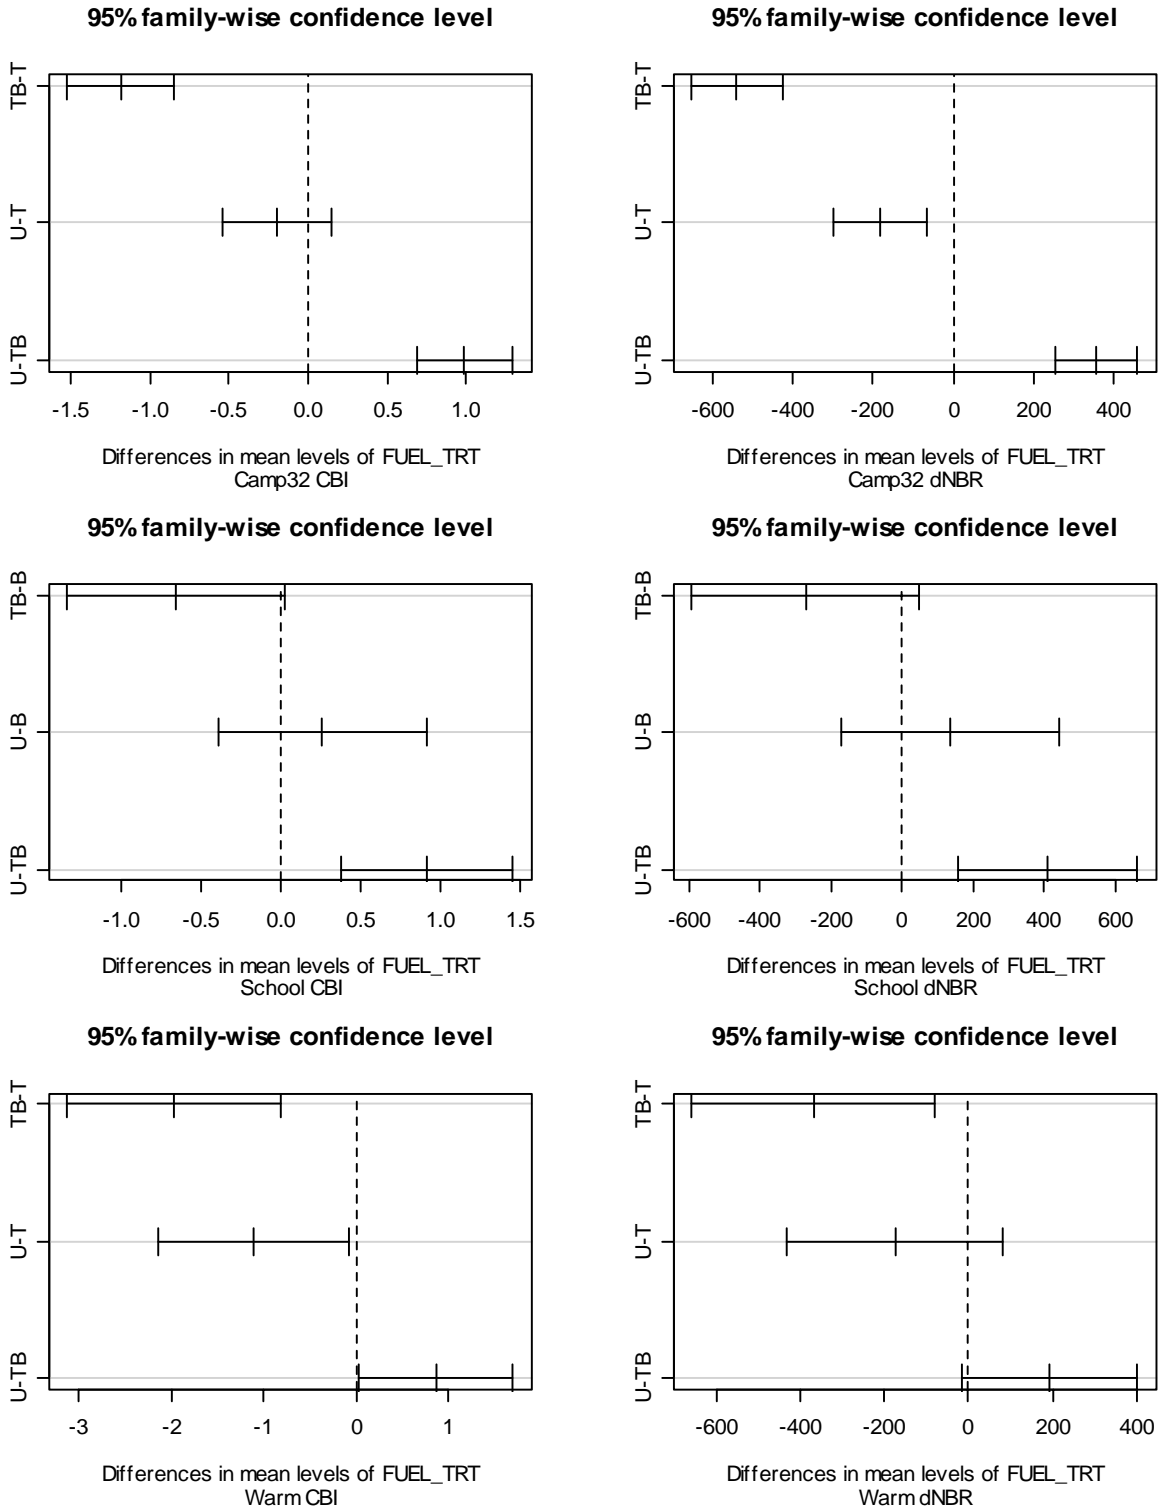 95% family-wise confidence level
TB-T
U-T
U-TB
-1.5 -1.0 -0.5 0.0 0.5 1.0
Differences in mean levels of FUEL_TRT
Camp32 CBI
95% family-wise confidence level
TB-T
U-T
U-TB
-600 -400 -200 0 200 400
Differences in mean levels of FUEL_TRT
Camp32 dNBR
95% family-wise confidence level
TB-B
U-B
U-TB
-1.0 -0.5 0.0 0.5 1.0 1.5
Differences in mean levels of FUEL_TRT
School CBI
95% family-wise confidence level
TB-B
U-B
U-TB
-600 -400 -200 0 200 400 600
Differences in mean levels of FUEL_TRT
School dNBR
95% family-wise confidence level
TB-T
U-T
U-TB
-3 -2 -1 0 1
Differences in mean levels of FUEL_TRT
Warm CBI
95% family-wise confidence level
TB-T
U-T
U-TB
-600 -400 -200 0 200 400
Differences in mean levels of FUEL_TRT
Warm dNBR